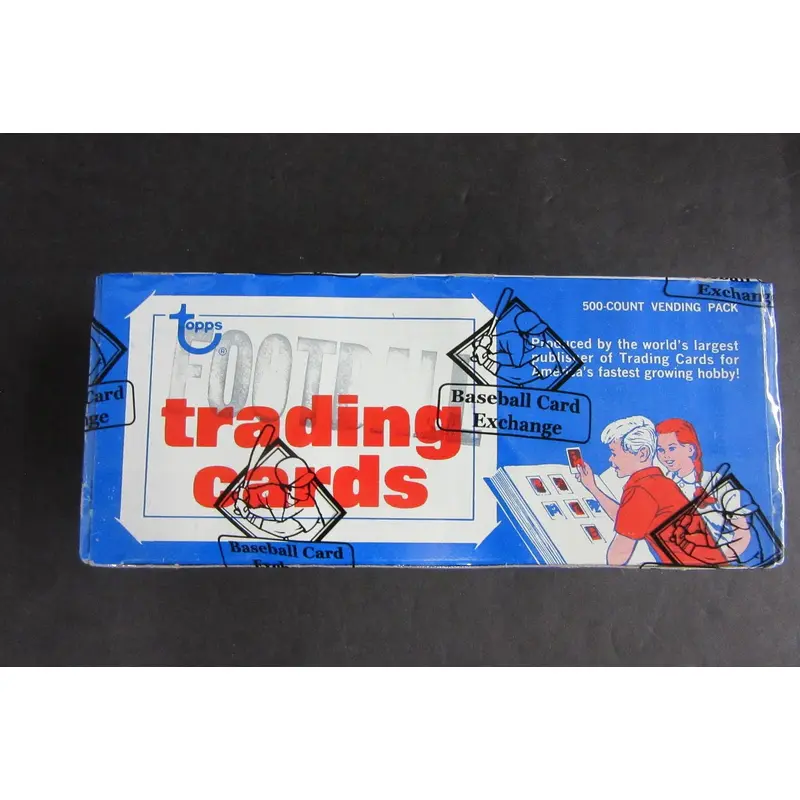 topps®
FOOTBALL
trading
cards
500-COUNT VENDING PACK
Produced by the world's largest
publisher of Trading Cards for
America's fastest growing hobby!
Baseball Card
Exchange
Baseball Card
Exchange
Card
Exchange